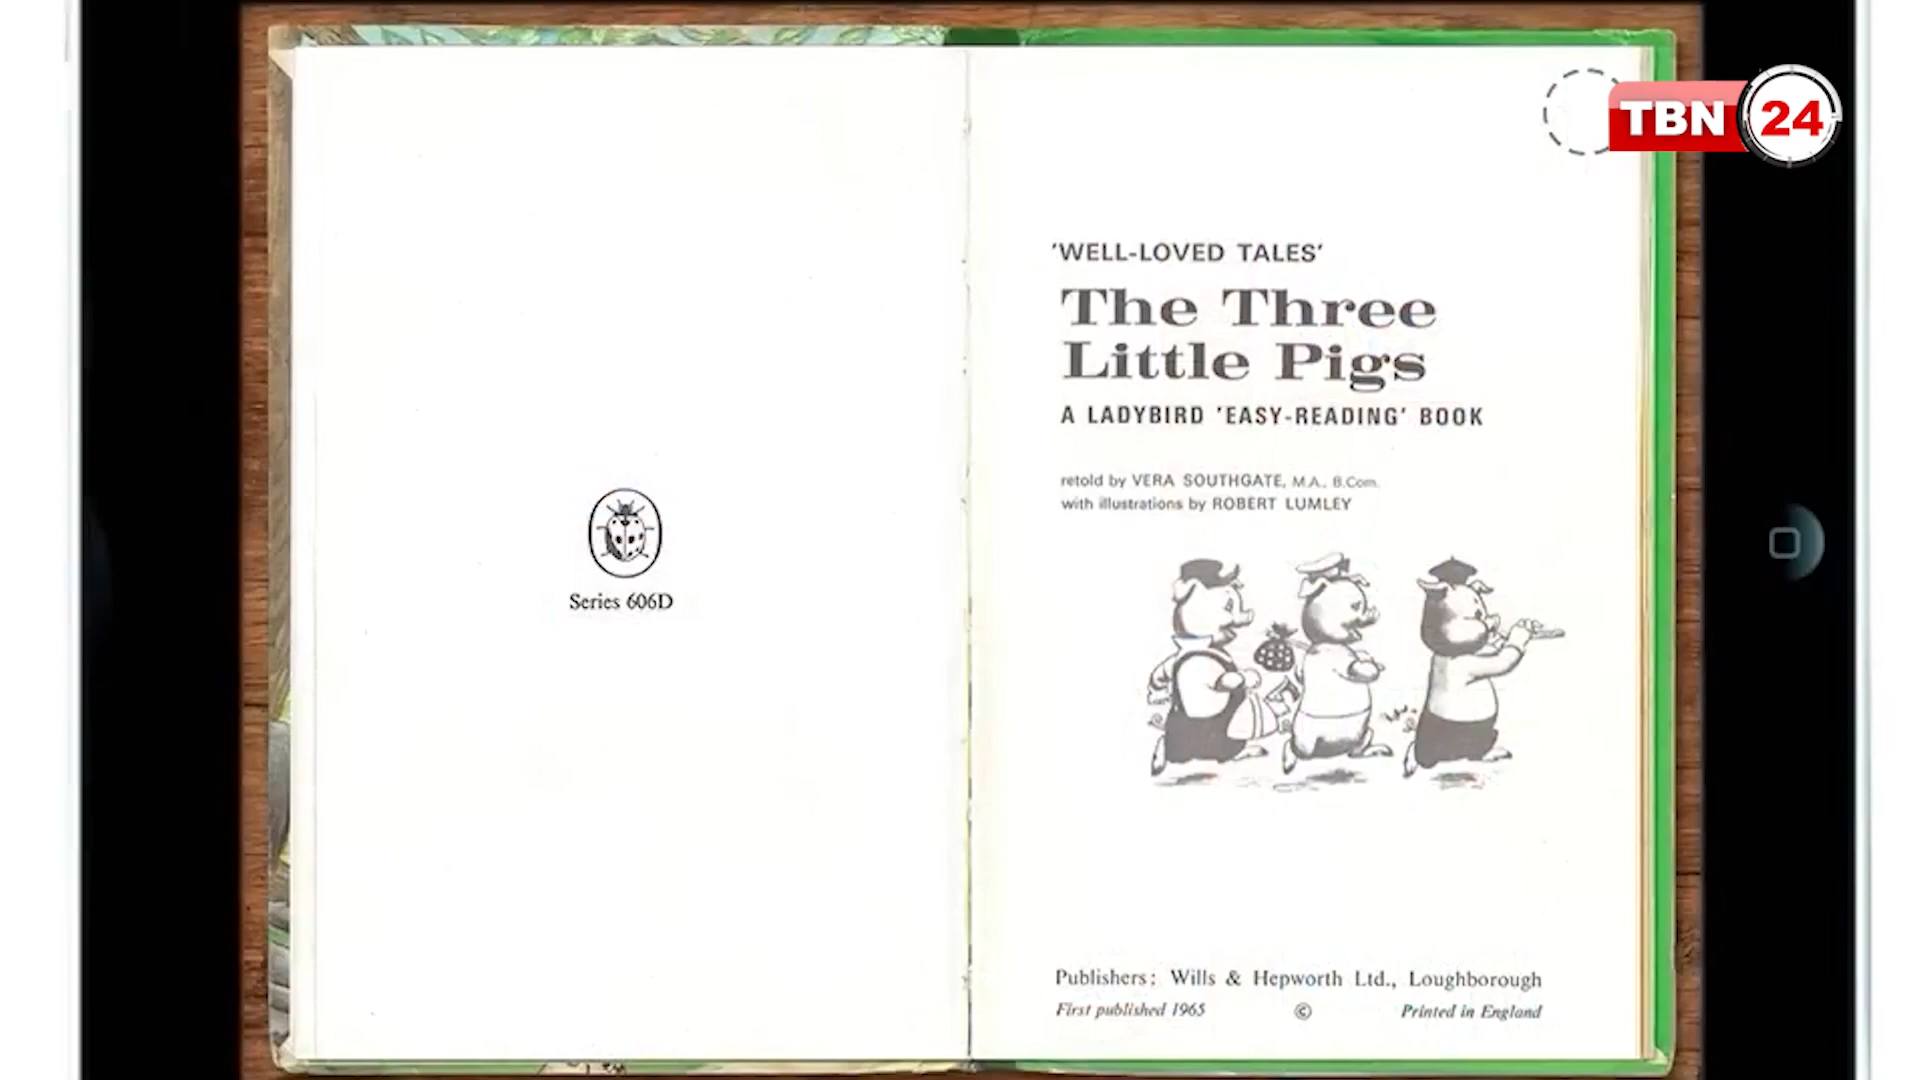 TBN 24
Series 606D
'WELL-LOVED TALES'
The Three
Little Pigs
A LADYBIRD 'EASY-READING' BOOK
retold by VERA SOUTHGATE, M.A., B.Com.
with illustrations by ROBERT LUMLEY
Publishers: Wills & Hepworth Ltd., Loughborough
First published 1965 © Printed in England